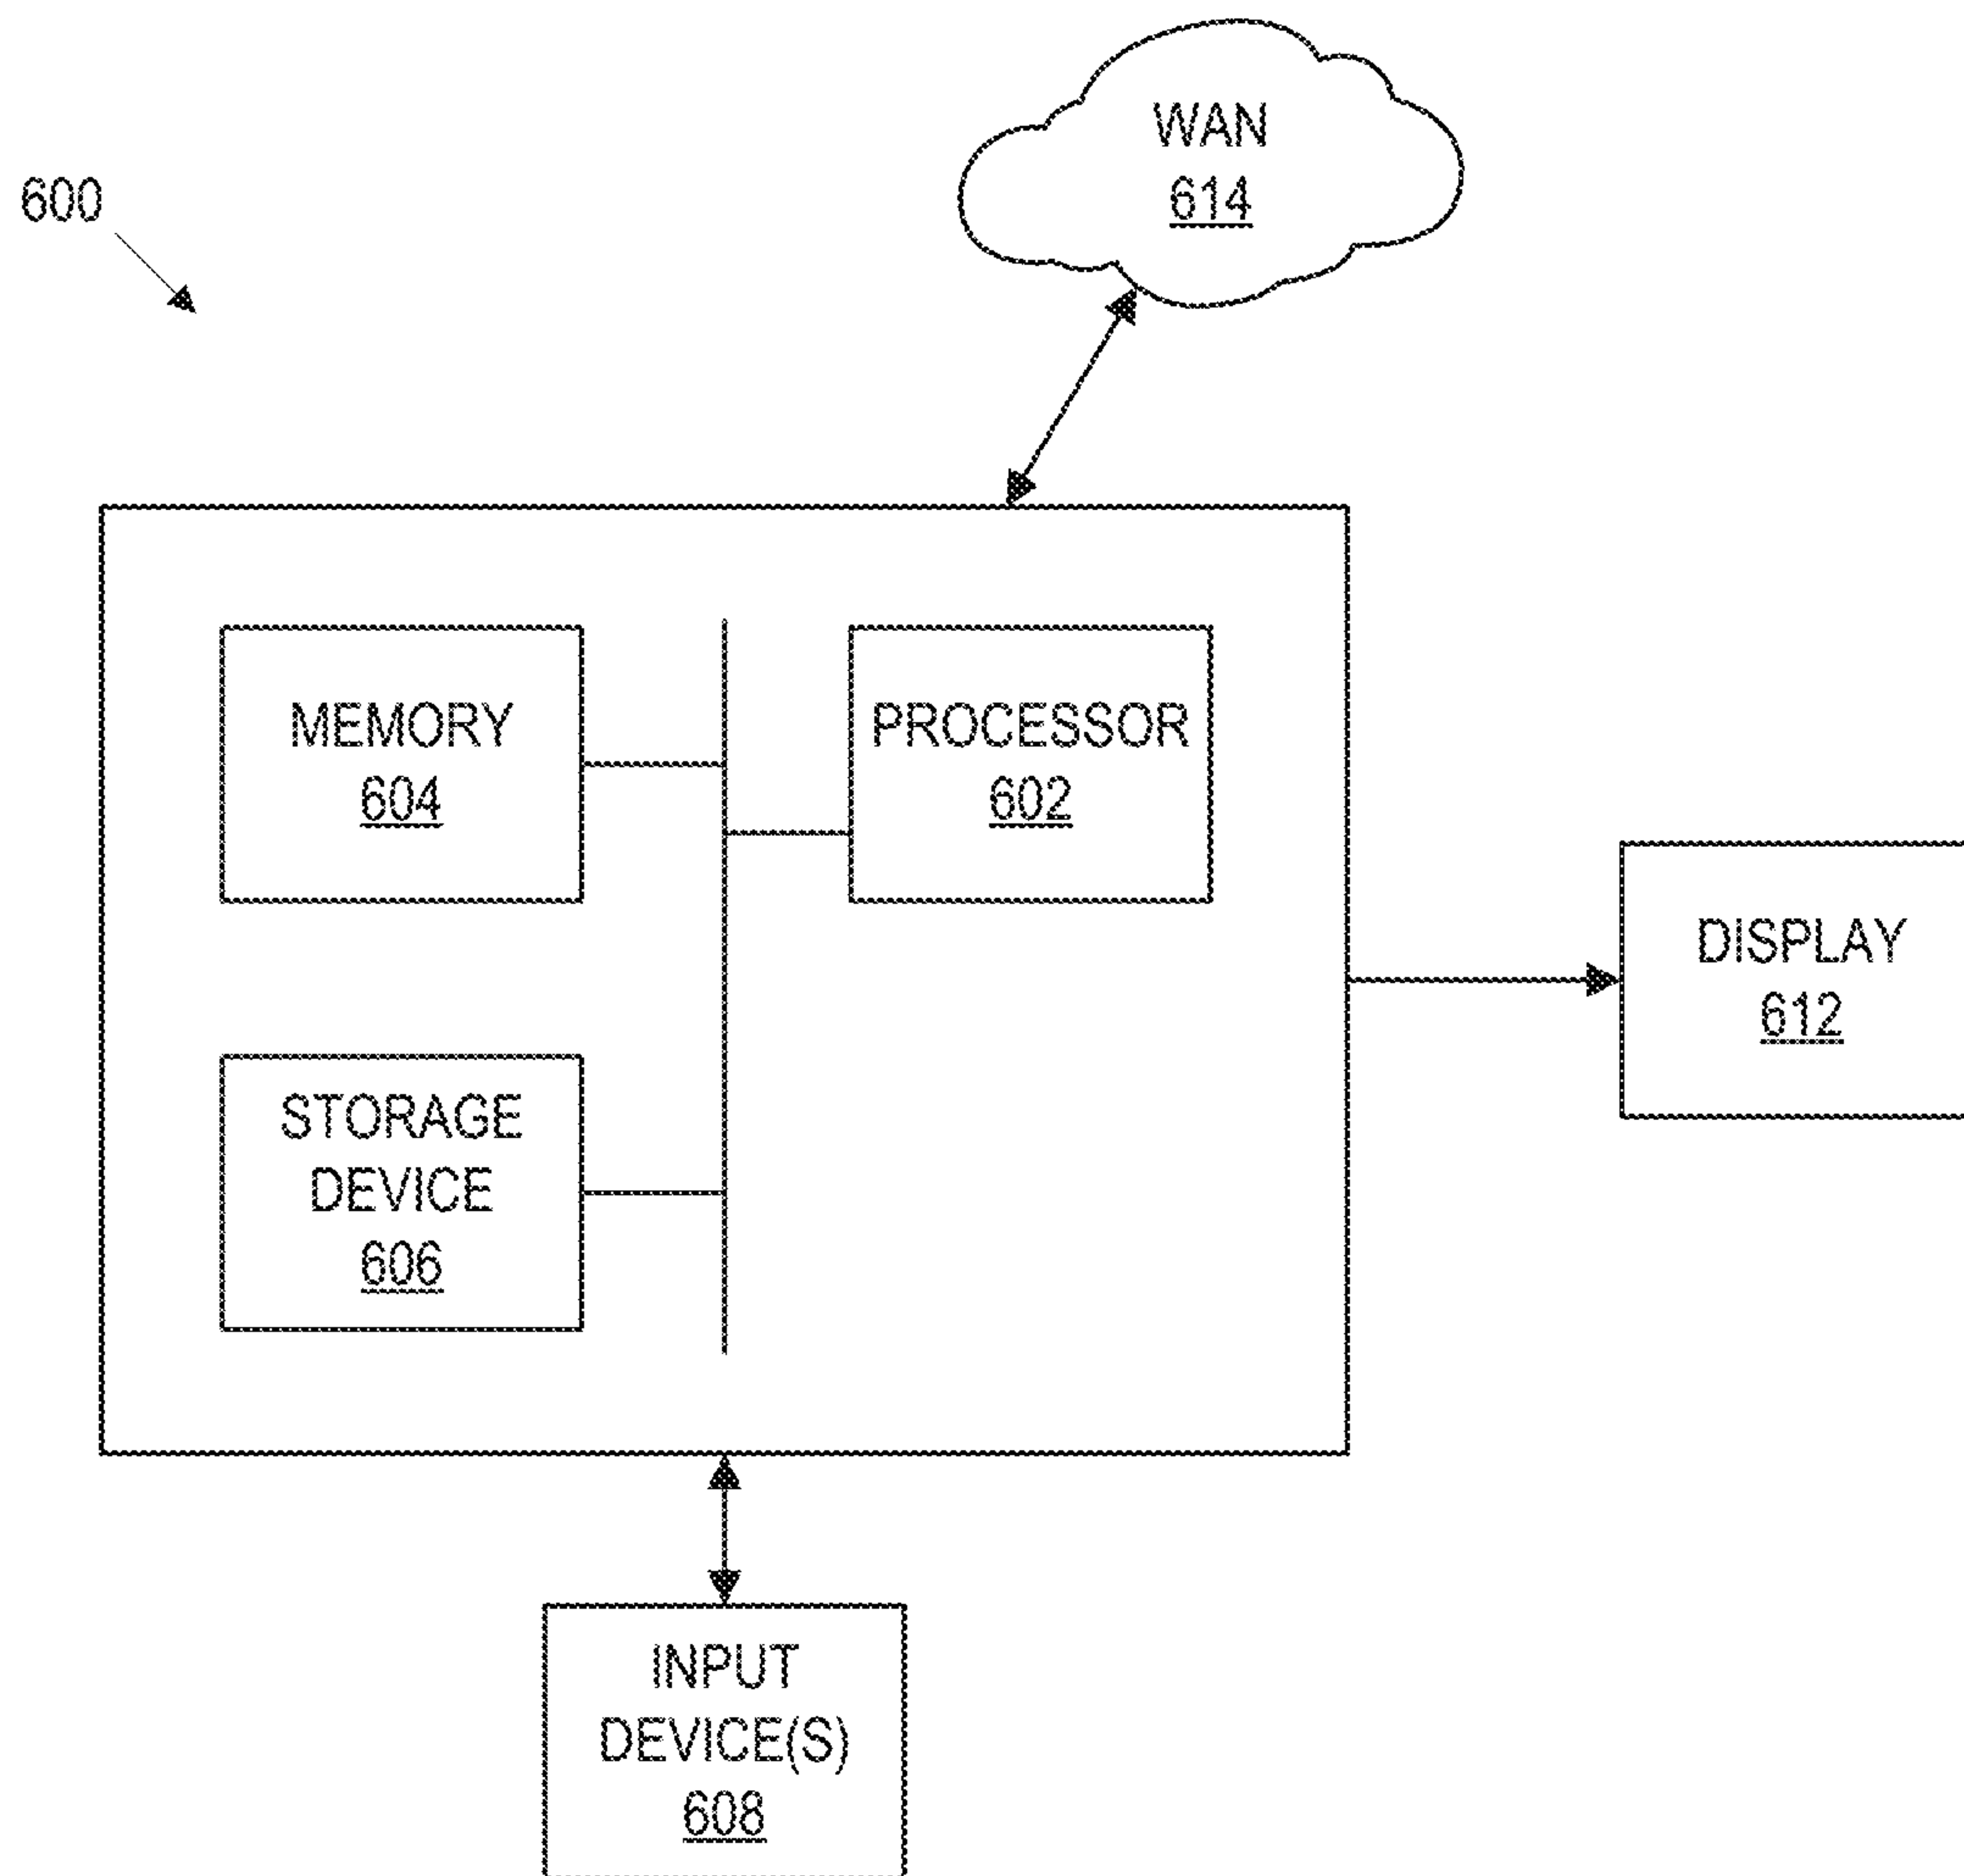 WAN
614
600
MEMORY
604
PROCESSOR
602
DISPLAY
612
STORAGE
DEVICE
606
INPUT
DEVICE(S)
608